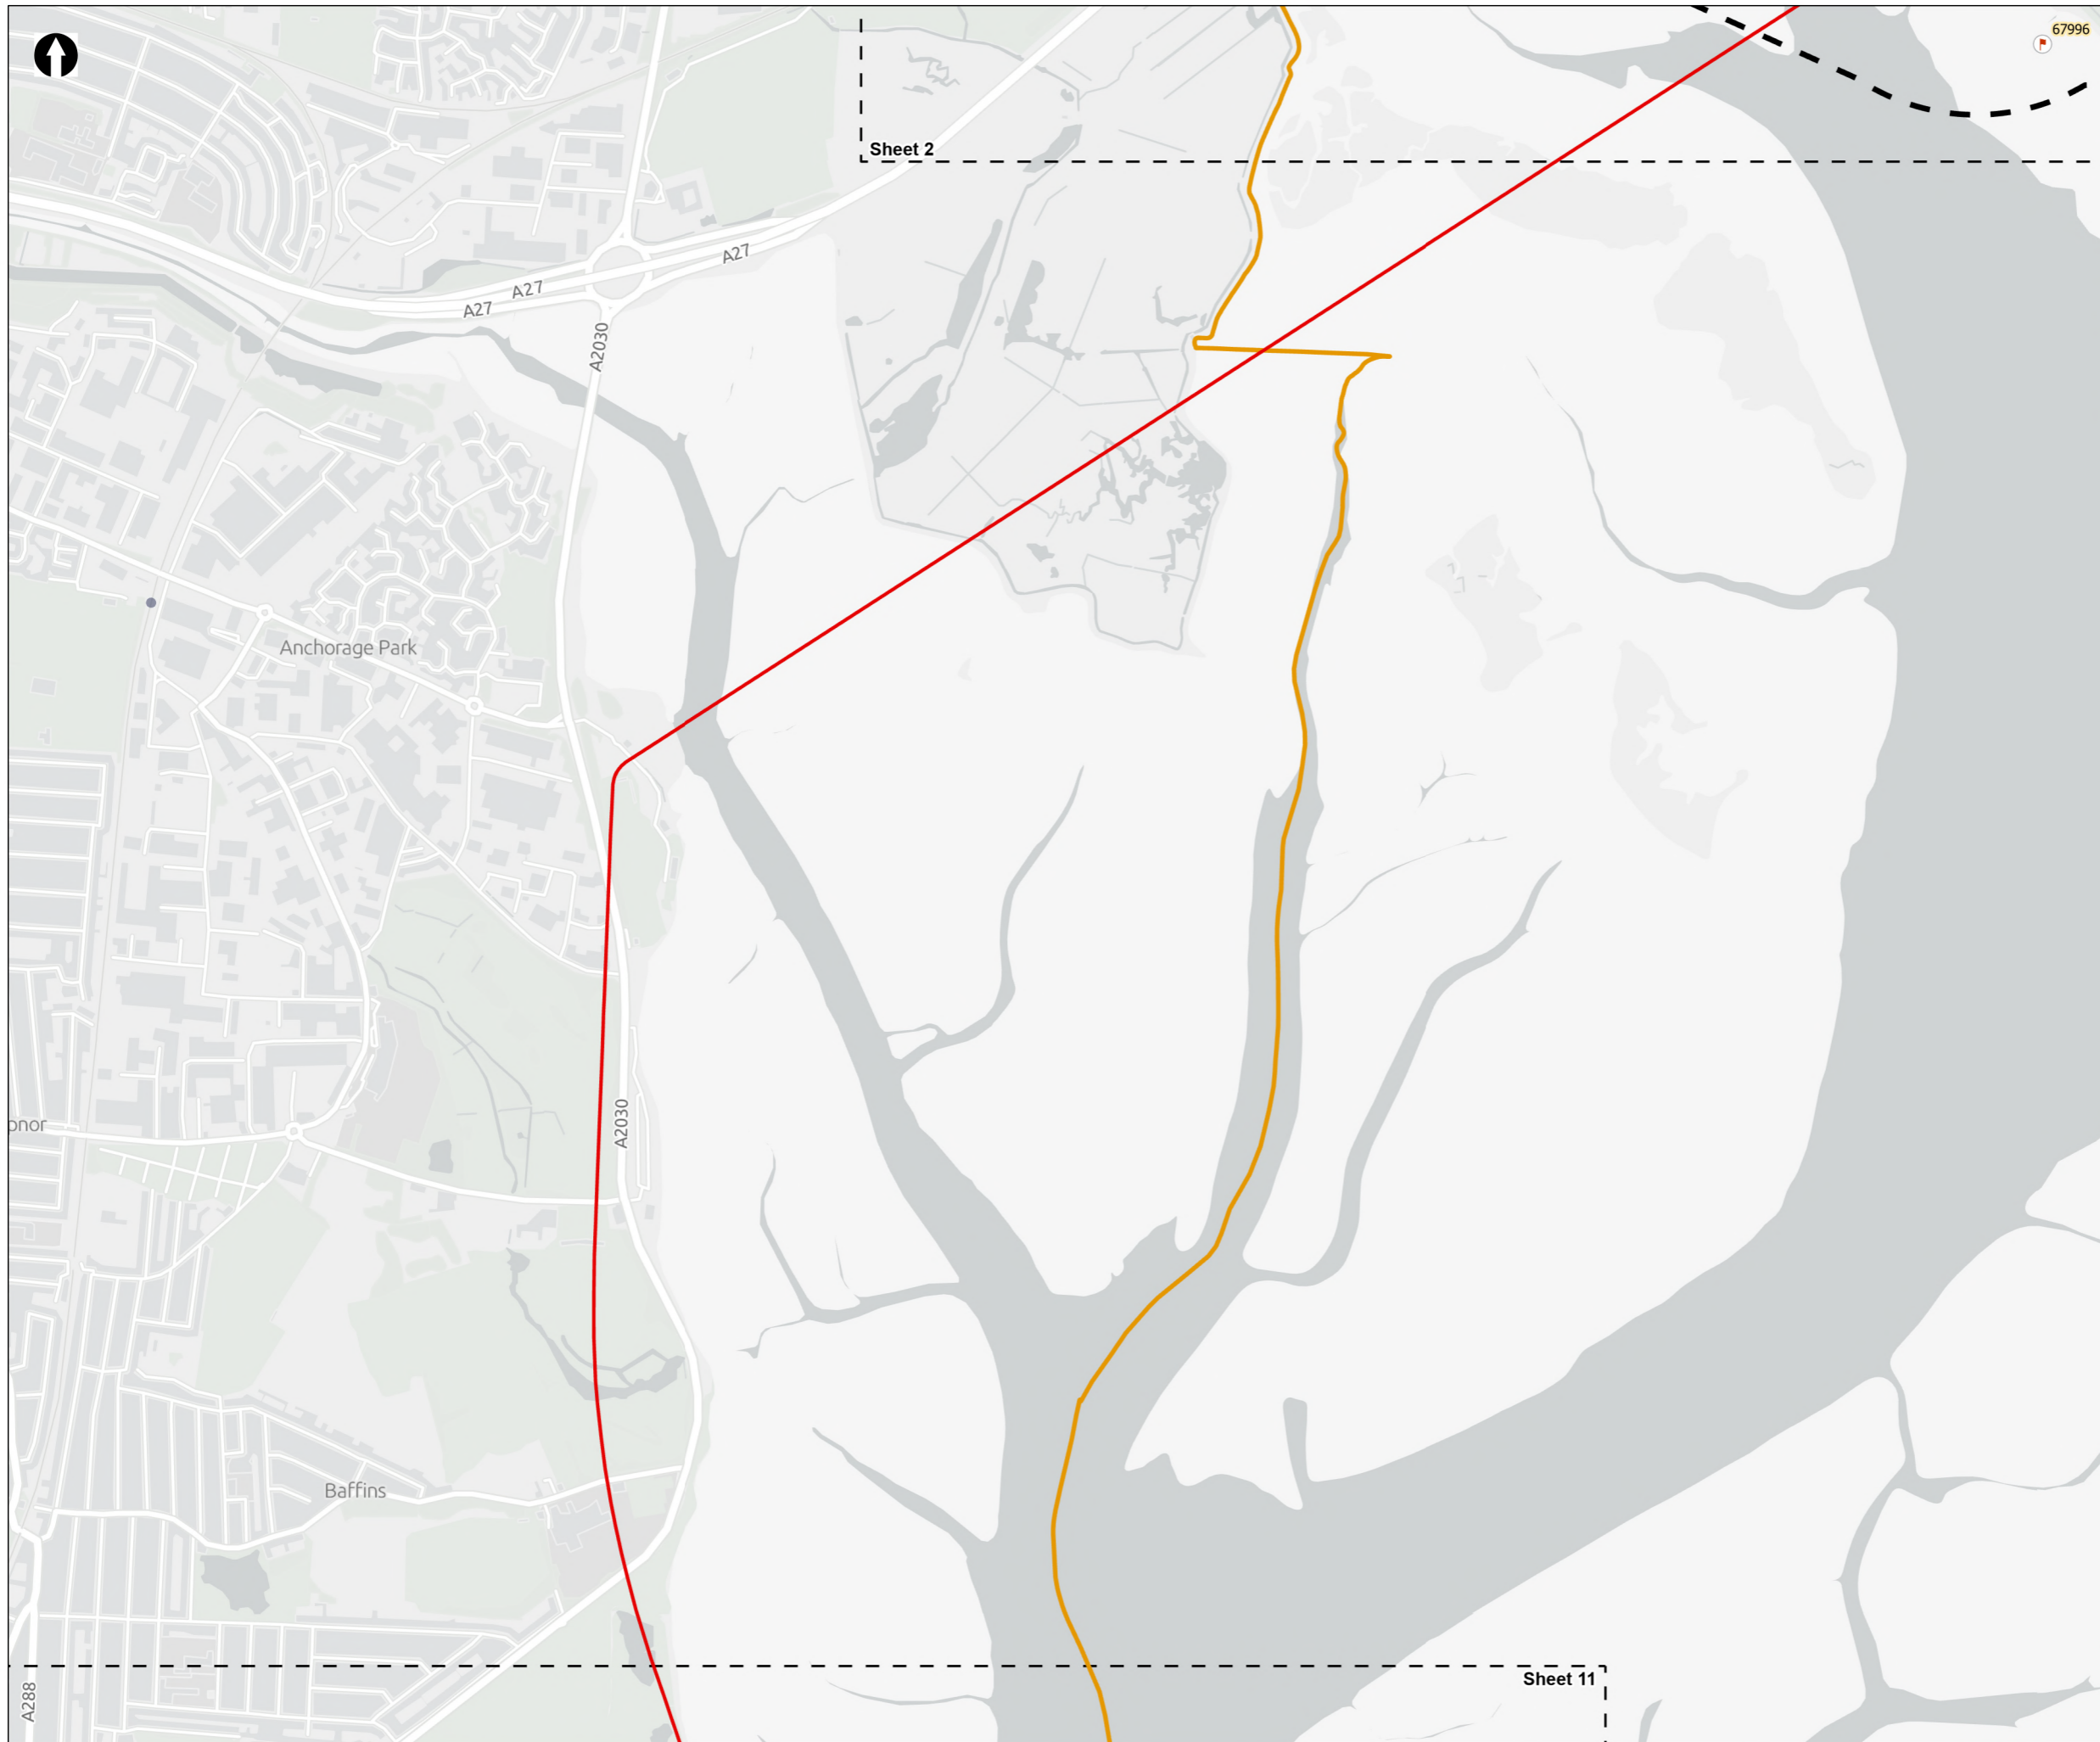 67996
Sheet 2
A27
A27
A27
A2030
Anchorage Park
A2030
onor
Baffins
Sheet 11
A288